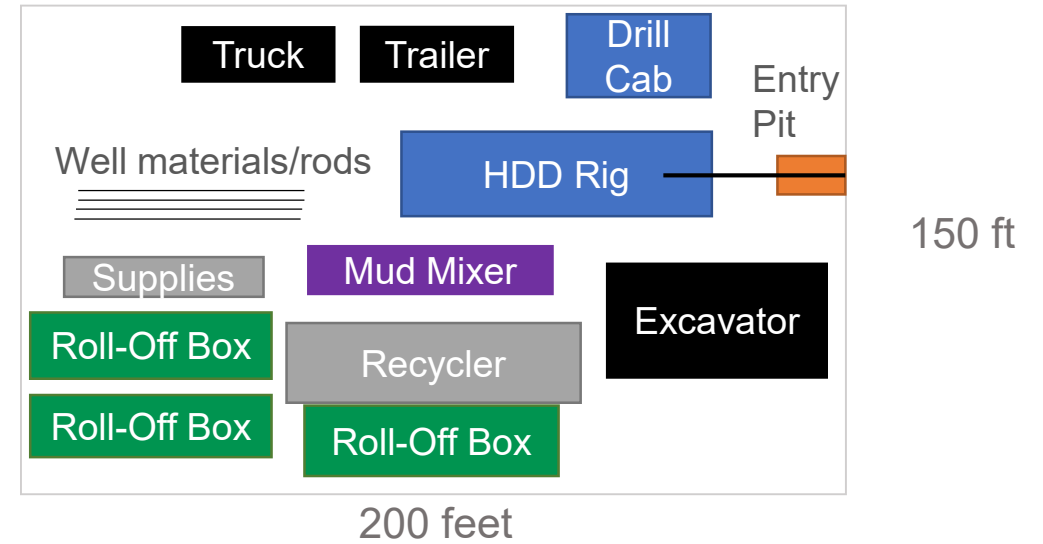 Truck
Trailer
Drill
Cab
Entry
Pit
Well materials/rods
HDD Rig
150 ft
Supplies
Mud Mixer
Excavator
Roll-Off Box
Recycler
Roll-Off Box
Roll-Off Box
200 feet